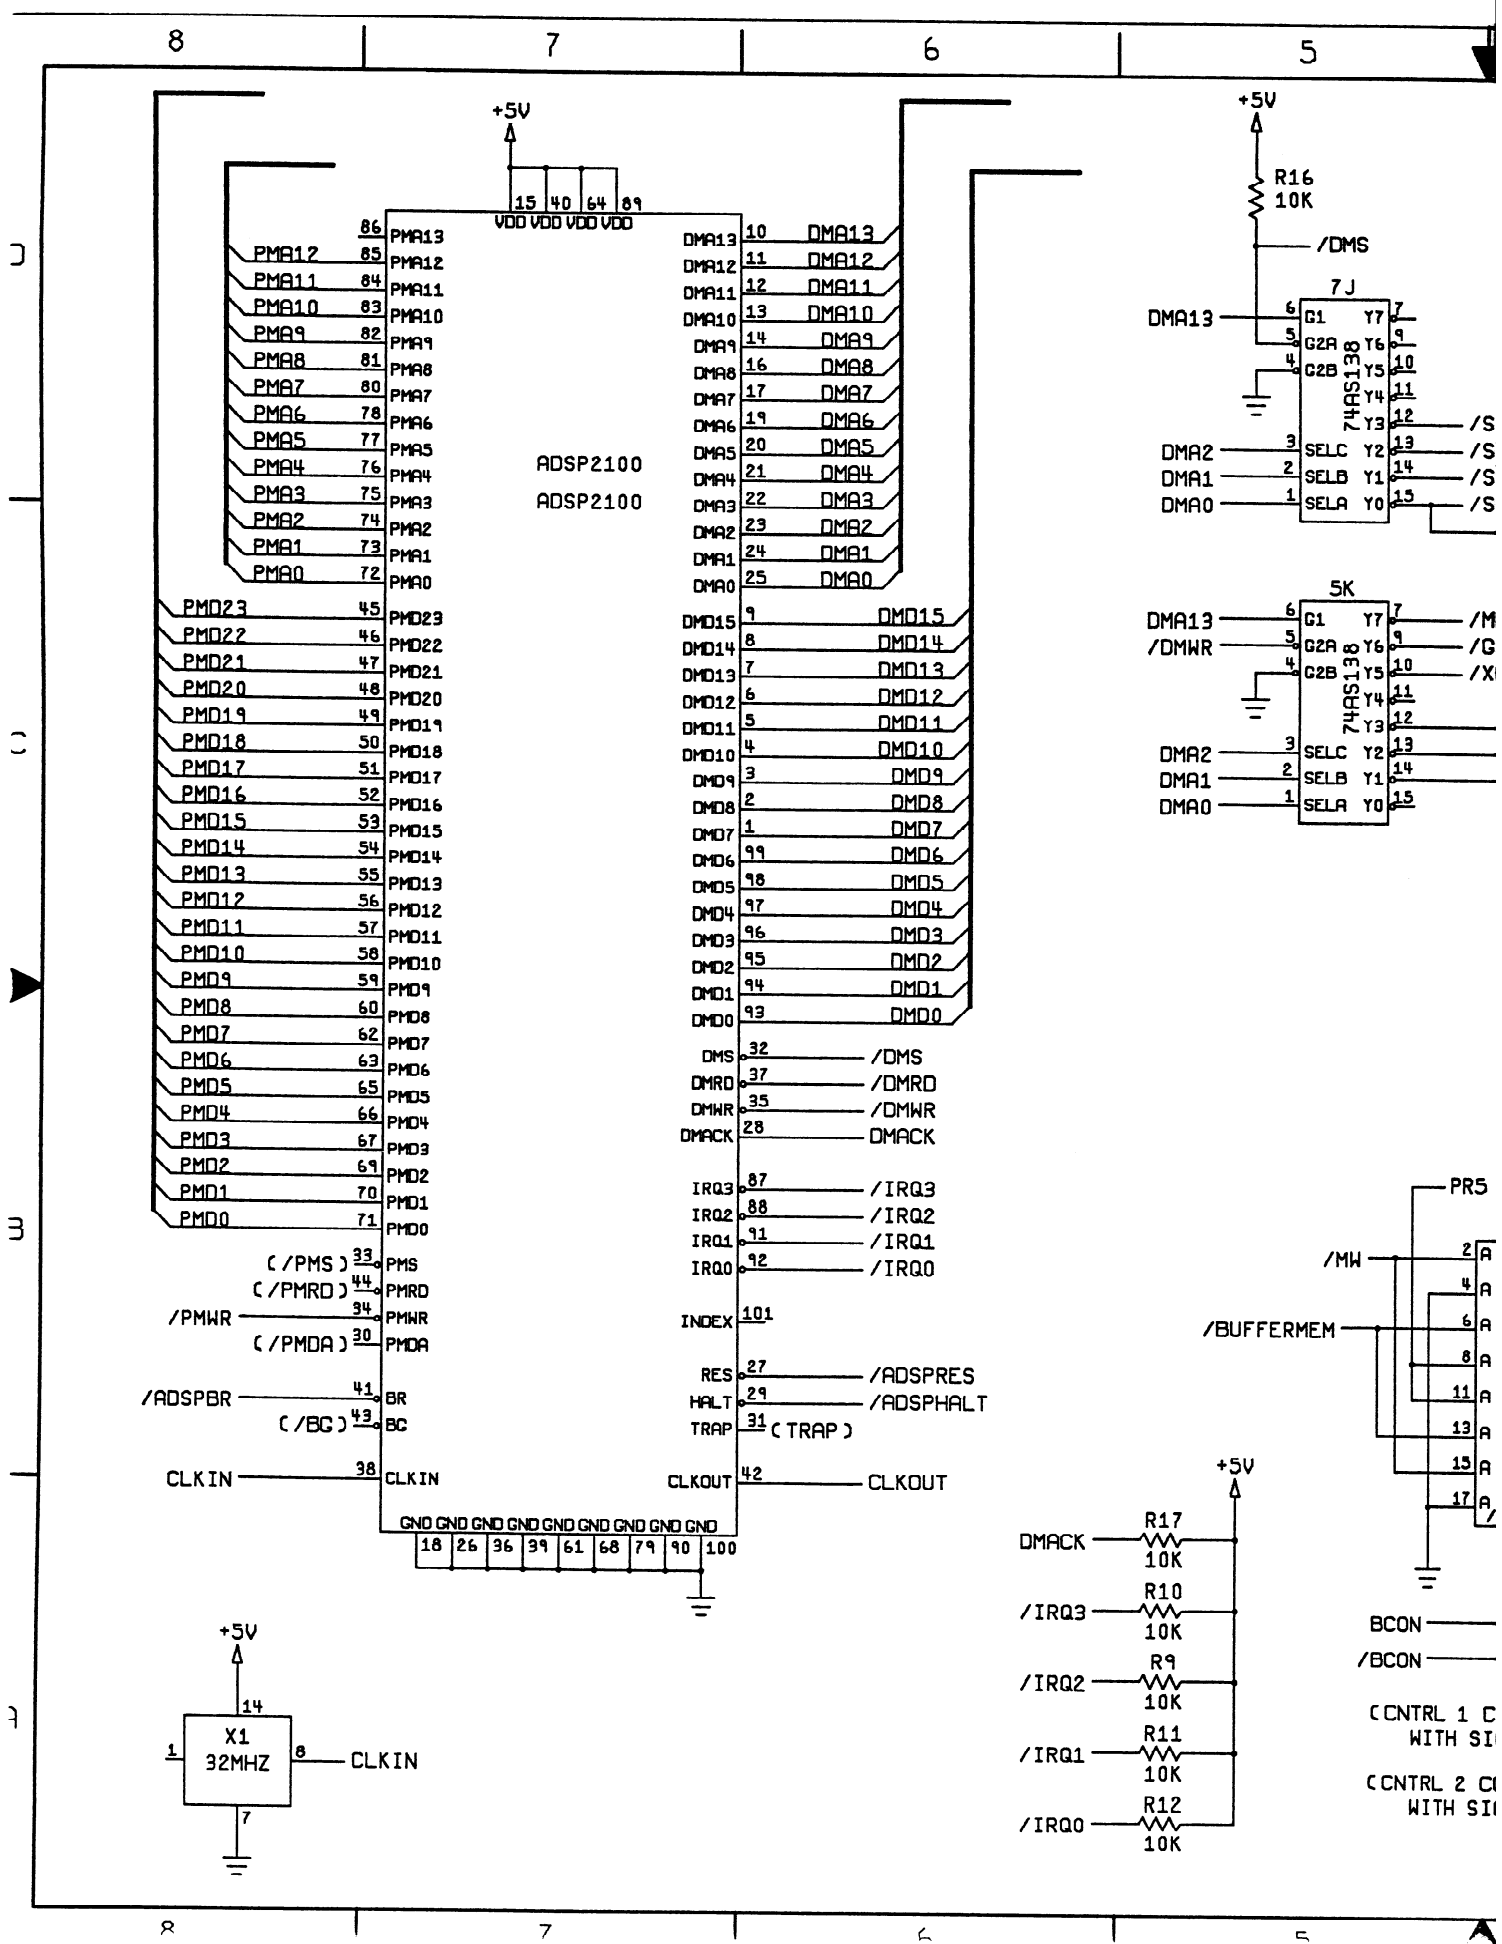 8 7 6 5
+5V +5V
R16
10K
15 40 64 89
VDD VDD VDD VDD
/DMS
86 PMA13 DMA13 10 DMA13
PMA12 85 PMA12 DMA12 11 DMA12
PMA11 84 PMA11 DMA11 12 DMA11
PMA10 83 PMA10 DMA10 13 DMA10
PMA9 82 PMA9 DMA9 14 DMA9
PMA8 81 PMA8 DMA8 16 DMA8
PMA7 80 PMA7 DMA7 17 DMA7
PMA6 78 PMA6 DMA6 19 DMA6
PMA5 77 PMA5 DMA5 20 DMA5
PMA4 76 PMA4 DMA4 21 DMA4
PMA3 75 PMA3 DMA3 22 DMA3
PMA2 74 PMA2 DMA2 23 DMA2
PMA1 73 PMA1 DMA1 24 DMA1
PMA0 72 PMA0 DMA0 25 DMA0
ADSP2100
ADSP2100
PMD23 45 PMD23 DMD15 9 DMD15
PMD22 46 PMD22 DMD14 8 DMD14
PMD21 47 PMD21 DMD13 7 DMD13
PMD20 48 PMD20 DMD12 6 DMD12
PMD19 49 PMD19 DMD11 5 DMD11
PMD18 50 PMD18 DMD10 4 DMD10
PMD17 51 PMD17 DMD9 3 DMD9
PMD16 52 PMD16 DMD8 2 DMD8
PMD15 53 PMD15 DMD7 1 DMD7
PMD14 54 PMD14 DMD6 99 DMD6
PMD13 55 PMD13 DMD5 98 DMD5
PMD12 56 PMD12 DMD4 97 DMD4
PMD11 57 PMD11 DMD3 96 DMD3
PMD10 58 PMD10 DMD2 95 DMD2
PMD9 59 PMD9 DMD1 94 DMD1
PMD8 60 PMD8 DMD0 93 DMD0
PMD7 62 PMD7 DMS 32 /DMS
PMD6 63 PMD6 DMRD 37 /DMRD
PMD5 65 PMD5 DMWR 35 /DMWR
PMD4 66 PMD4 DMACK 28 DMACK
PMD3 67 PMD3
PMD2 69 PMD2 IRQ3 87 /IRQ3
PMD1 70 PMD1 IRQ2 88 /IRQ2
PMD0 71 PMD0 IRQ1 91 /IRQ1
(/PMS) 33 PMS IRQ0 92 /IRQ0
(/PMRD) 44 PMRD
/PMWR 34 PMWR INDEX 101
(/PMDA) 30 PMDA
RES 27 /ADSPRES
/ADSPBR 41 BR HALT 29 /ADSPHALT
(/BG) 43 BG TRAP 31 (TRAP)
CLKIN 38 CLKIN CLKOUT 42 CLKOUT
GND GND GND GND GND GND GND GND GND
18 26 36 39 61 68 79 90 100
7J
74AS138
DMA13 6 G1 Y7 7
5 G2A Y6 9
4 G2B Y5 10
Y4 11
Y3 12 /S
DMA2 3 SELC Y2 13 /S
DMA1 2 SELB Y1 14 /S
DMA0 1 SELA Y0 15 /S
5K
74AS138
DMA13 6 G1 Y7 7 /M
/DMWR 5 G2A Y6 9 /G
4 G2B Y5 10 /X
Y4 11
Y3 12
DMA2 3 SELC Y2 13
DMA1 2 SELB Y1 14
DMA0 1 SELA Y0 15
PR5
/MW 2 A
4 A
/BUFFERMEM 6 A
8 A
11 A
13 A
15 A
17 A
+5V
DMACK R17
10K
/IRQ3 R10
10K
/IRQ2 R9
10K
/IRQ1 R11
10K
/IRQ0 R12
10K
BCON
/BCON
(CNTRL 1 C
WITH SI
(CNTRL 2 C
WITH SI
+5V
14
X1
32MHZ
1 8 CLKIN
7
8 7